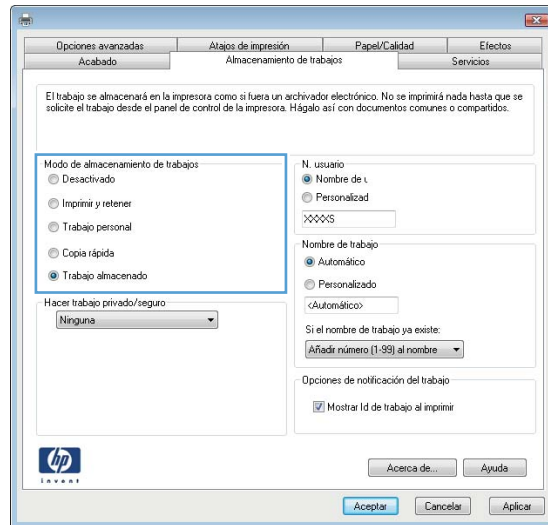 Opciones avanzadas
Atajos de impresión
Papel/Calidad
Efectos
Acabado
Almacenamiento de trabajos
Servicios
El trabajo se almacenará en la impresora como si fuera un archivador electrónico. No se imprimirá nada hasta que se
solicite el trabajo desde el panel de control de la impresora. Hágalo así con documentos comunes o compartidos.
Modo de almacenamiento de trabajos
Desactivado
Imprimir y retener
Trabajo personal
Copia rápida
Trabajo almacenado
Hacer trabajo privado/seguro
Ninguna
N. usuario
Nombre de u
Personalizad
XXXXS
Nombre de trabajo
Automático
Personalizado
<Automático>
Si el nombre de trabajo ya existe:
Añadir número (1-99) al nombre
Opciones de notificación del trabajo
Mostrar Id de trabajo al imprimir
hp
invent
Acerca de...
Ayuda
Aceptar
Cancelar
Aplicar